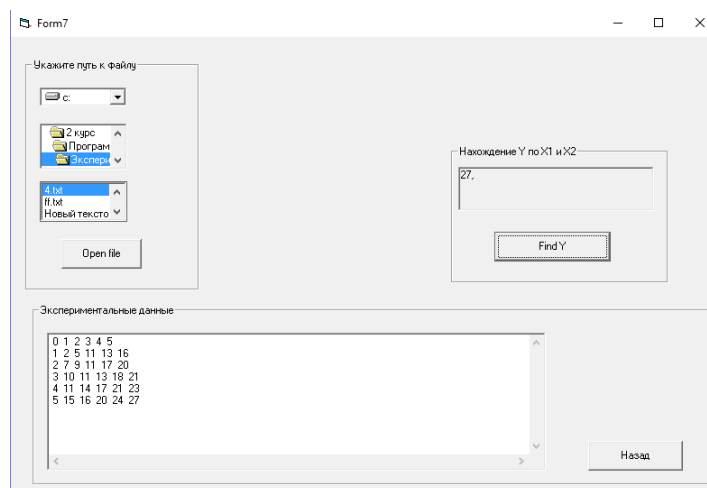 Form7
Укажите путь к файлу
c:
2 курс
Програм
Экспери
4.txt
ff.txt
Новый тексто
Open file
Нахождение Y по X1 и X2
27,
Find Y
Экспериментальные данные
0 1 2 3 4 5
1 2 5 11 13 16
2 7 9 11 17 20
3 10 11 13 18 21
4 11 14 17 21 23
5 15 16 20 24 27
Назад